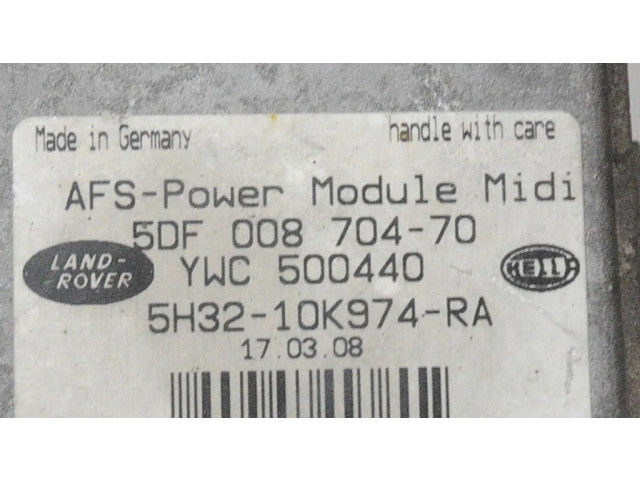 Made in Germany
handle with care
AFS-Power Module Midi
5DF 008 704-70
LAND-
ROVER
YWC 500440
HELLA
5H32-10K974-RA
17.03.08